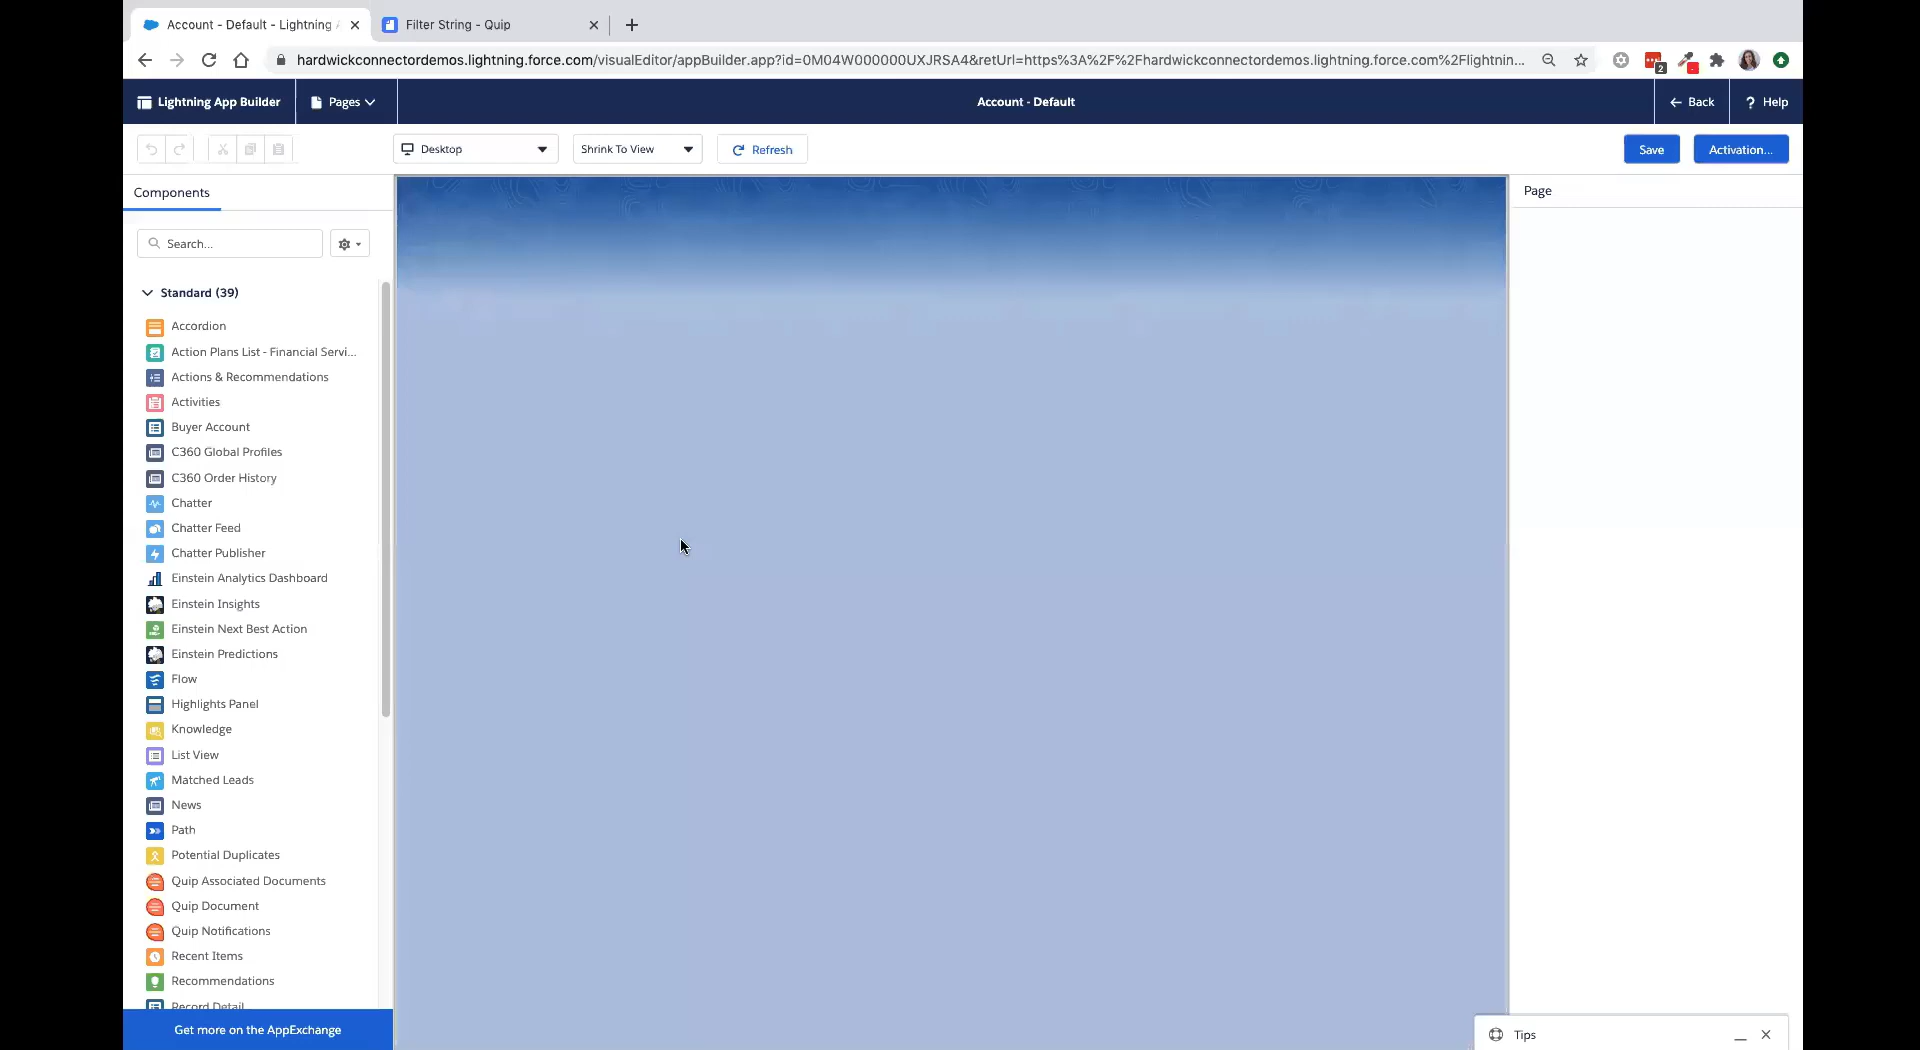 Account - Default - Lightning
Filter String - Quip
hardwickconnectordemos.lightning.force.com/visualEditor/appBuilder.app?id=0M04W000000UXJRSA4&retUrl=https%3A%2F%2Fhardwickconnectordemos.lightning.force.com%2Flightnin...
2
Lightning App Builder
Pages
Account - Default
Back
? Help
Desktop
Shrink To View
Refresh
Save
Activation...
Components
Page
Search...
Standard (39)
Accordion
Action Plans List - Financial Servi...
Actions & Recommendations
Activities
Buyer Account
C360 Global Profiles
C360 Order History
Chatter
Chatter Feed
Chatter Publisher
Einstein Analytics Dashboard
Einstein Insights
Einstein Next Best Action
Einstein Predictions
Flow
Highlights Panel
Knowledge
List View
Matched Leads
News
Path
Potential Duplicates
Quip Associated Documents
Quip Document
Quip Notifications
Recent Items
Recommendations
Record Detail
Get more on the AppExchange
Tips